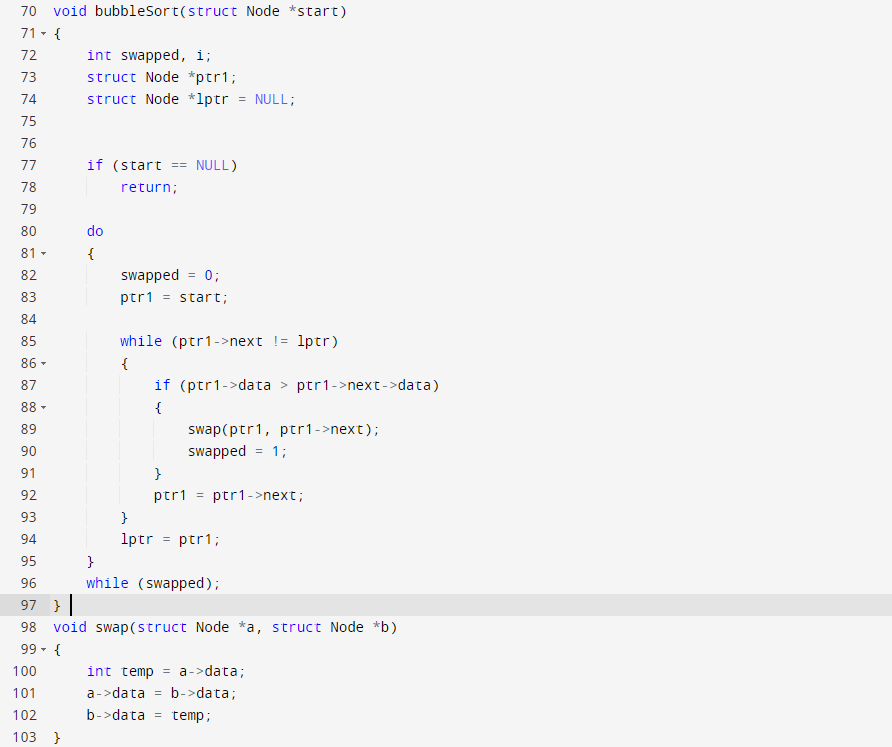 70 void bubbleSort(struct Node *start)
71 {
72     int swapped, i;
73     struct Node *ptr1;
74     struct Node *lptr = NULL;
75
76
77     if (start == NULL)
78         return;
79
80     do
81     {
82         swapped = 0;
83         ptr1 = start;
84
85         while (ptr1->next != lptr)
86         {
87             if (ptr1->data > ptr1->next->data)
88             {
89                 swap(ptr1, ptr1->next);
90                 swapped = 1;
91             }
92             ptr1 = ptr1->next;
93         }
94         lptr = ptr1;
95     }
96     while (swapped);
97 }
98 void swap(struct Node *a, struct Node *b)
99 {
100     int temp = a->data;
101     a->data = b->data;
102     b->data = temp;
103 }